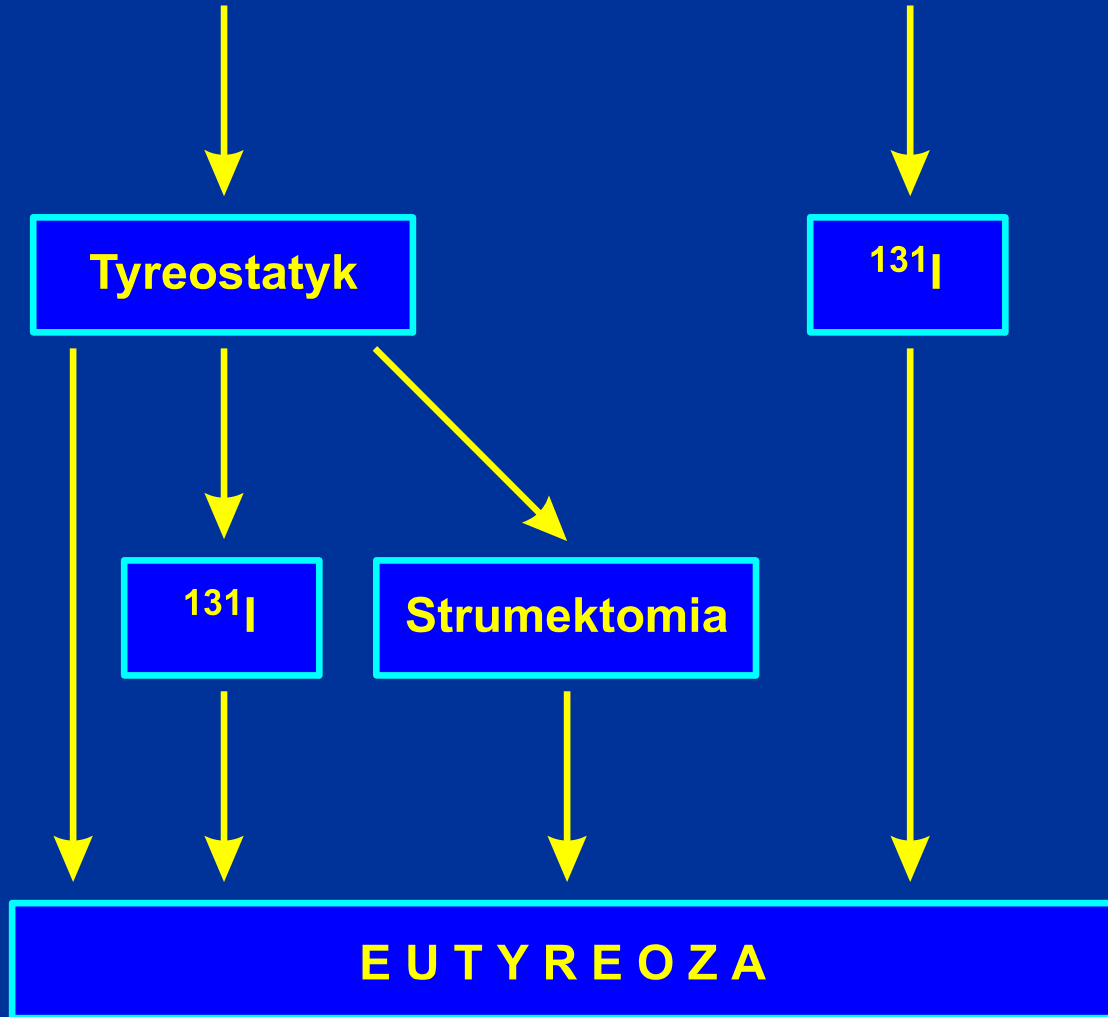 Tyreostatyk
¹³¹I
¹³¹I
Strumektomia
E U T Y R E O Z A